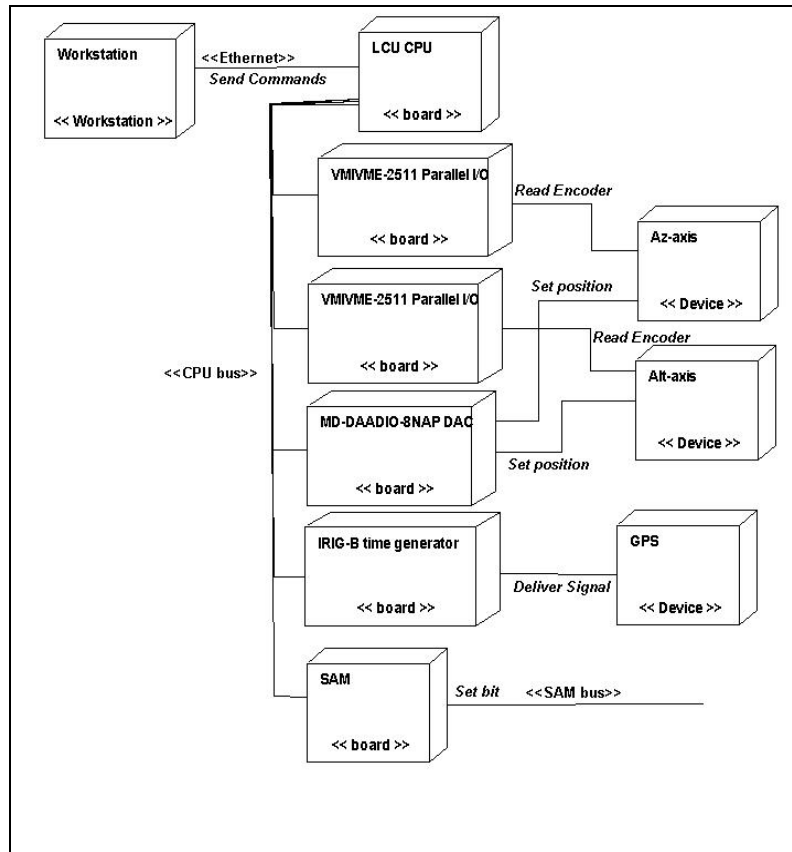 Workstation
<< Workstation >>
<<Ethernet>>
Send Commands
LCU CPU
<< board >>
VMIVME-2511 Parallel I/O
<< board >>
Read Encoder
Az-axis
<< Device >>
Set position
VMIVME-2511 Parallel I/O
<< board >>
Read Encoder
Alt-axis
<< Device >>
<<CPU bus>>
MD-DAADIO-8NAP DAC
<< board >>
Set position
IRIG-B time generator
<< board >>
Deliver Signal
GPS
<< Device >>
SAM
<< board >>
Set bit
<<SAM bus>>